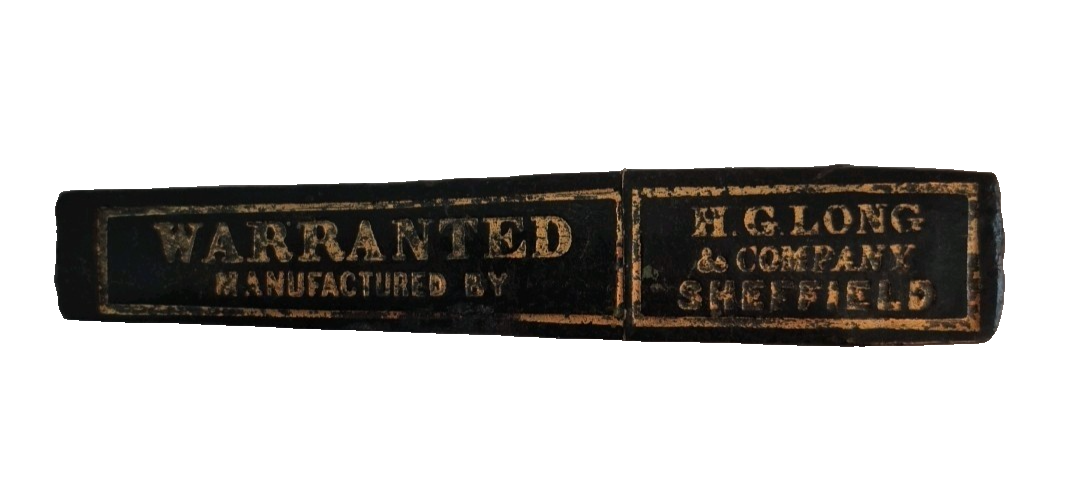 WARRANTED
MANUFACTURED BY
H. G. LONG
& COMPANY
SHEFFIELD